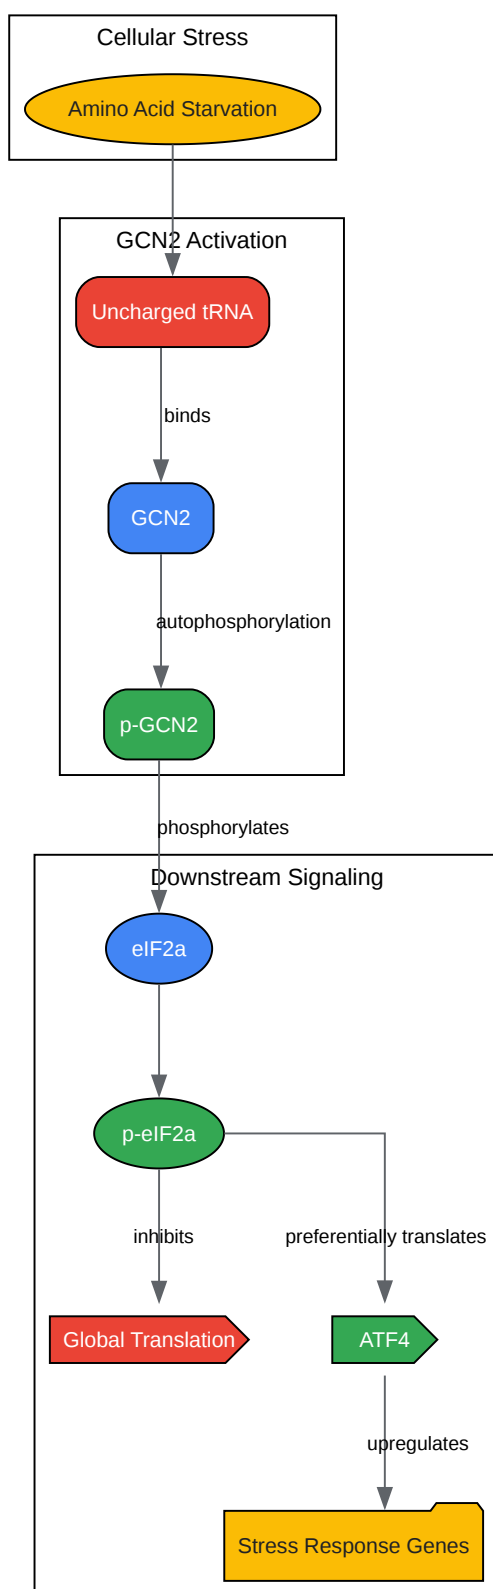 Cellular Stress
Amino Acid Starvation
GCN2 Activation
Uncharged tRNA
binds
GCN2
autophosphorylation
p-GCN2
phosphorylates
Downstream Signaling
eIF2a
p-eIF2a
inhibits
preferentially translates
Global Translation
ATF4
upregulates
Stress Response Genes